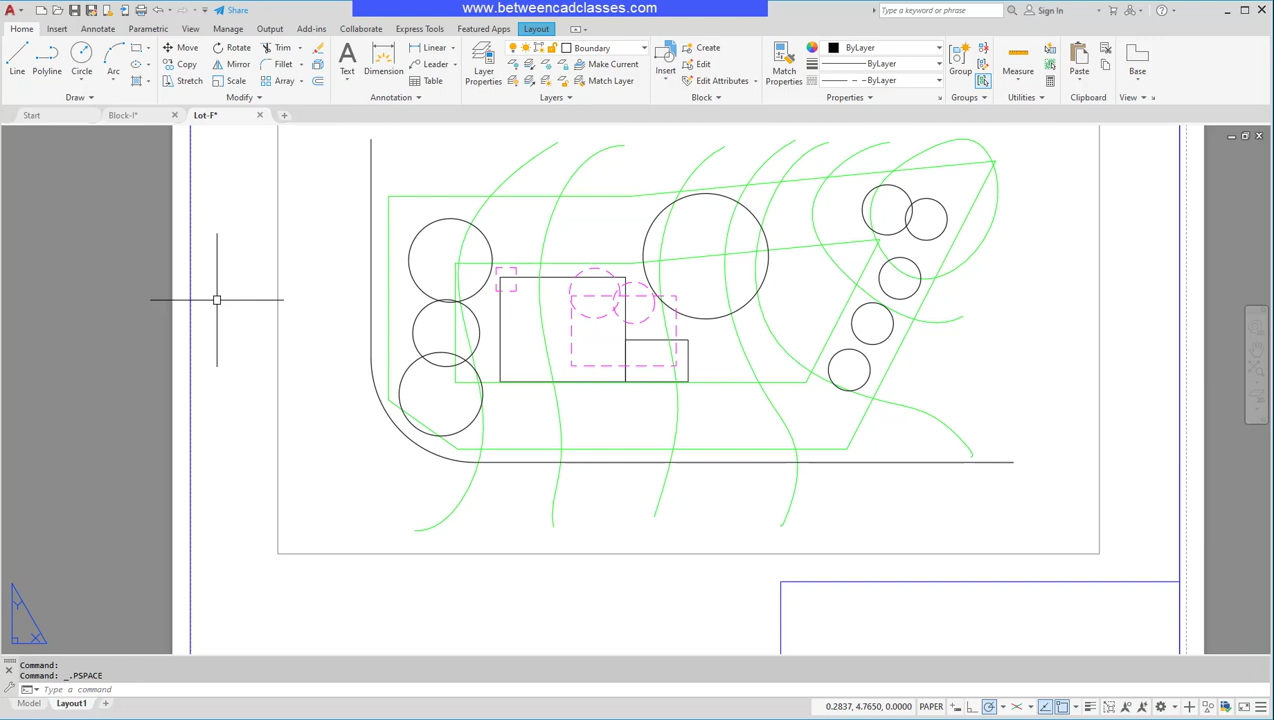 www.betweencadclasses.com
Share
Type a keyword or phrase
Sign In
Home Insert Annotate Parametric View Manage Output Add-ins Collaborate Express Tools Featured Apps Layout
Line Polyline Circle Arc
Move Rotate Trim
Copy Mirror Fillet
Stretch Scale Array
Text Dimension
Linear
Leader
Table
Layer Properties
Boundary
Make Current
Match Layer
Insert
Create
Edit
Edit Attributes
Match Properties
ByLayer
ByLayer
ByLayer
Group Measure Paste Base
Draw Modify Annotation Layers Block Properties Groups Utilities Clipboard View
Start Block-I* Lot-F*
Y
X
Command:
Command: _.PSPACE
Type a command
Model Layout1
0.2837, 4.7650, 0.0000 PAPER